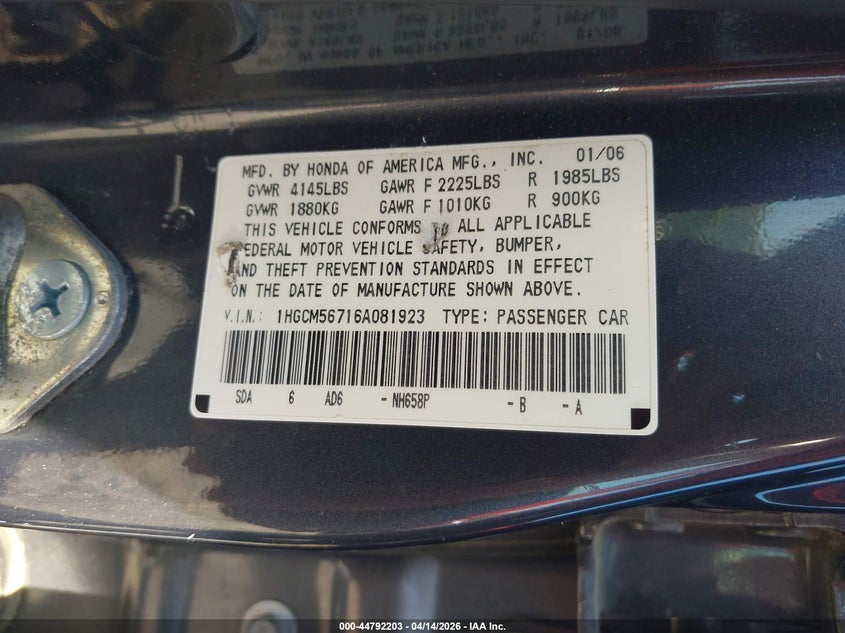 MFD. BY HONDA OF AMERICA MFG., INC. 01/06
GVWR 4145LBS GAWR F 2225LBS R 1985LBS
GVWR 1880KG GAWR F 1010KG R 900KG
THIS VEHICLE CONFORMS TO ALL APPLICABLE
FEDERAL MOTOR VEHICLE SAFETY, BUMPER,
AND THEFT PREVENTION STANDARDS IN EFFECT
ON THE DATE OF MANUFACTURE SHOWN ABOVE.
V.I.N.: 1HGCM56716A081923 TYPE: PASSENGER CAR
SDA 6 AD6 - NH658P - B - A
000-44792203 - 04/14/2026 - IAA Inc.